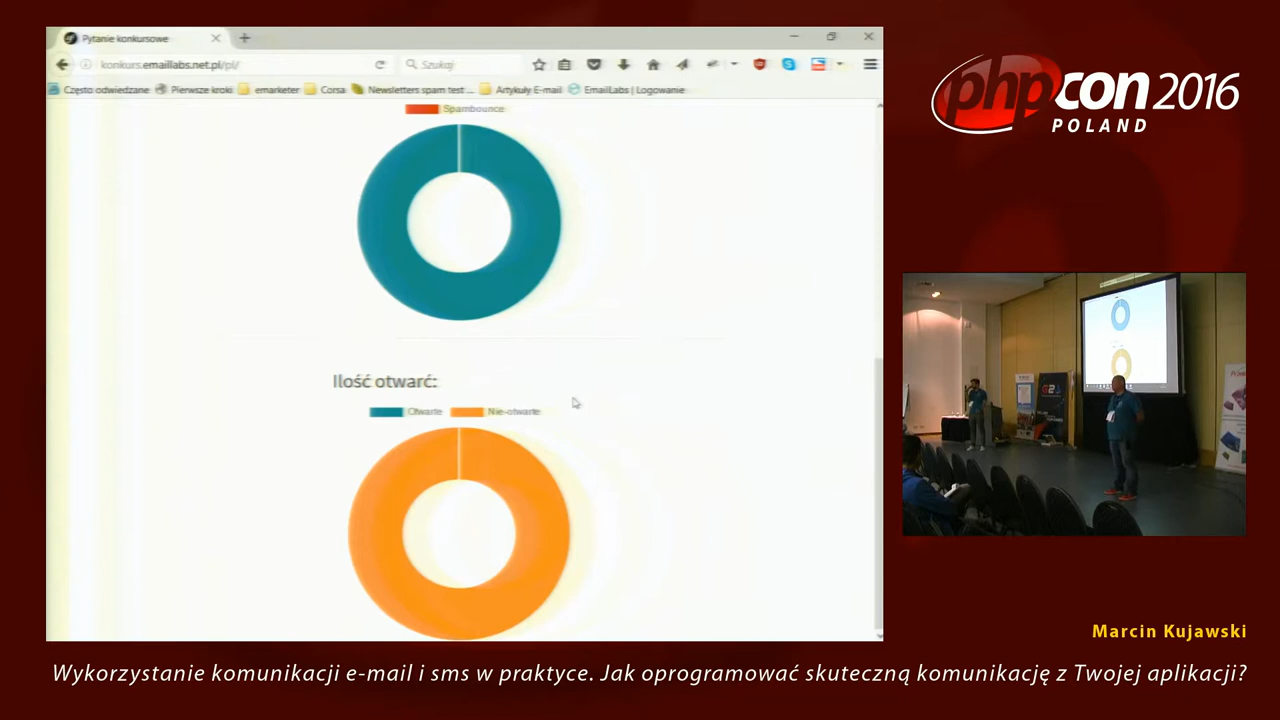 Pytanie konkursowe
konkurs.emaillabs.net.pl/pl/
Szukaj
Często odwiedzane Pierwsze kroki emarketer Corsa Newsletters spam test ... Artykuły E-mail EmailLabs | Logowanie
Spambounce
Ilość otwarć:
Otwarte Nie-otwarte
phpcon 2016
POLAND
Marcin Kujawski
Wykorzystanie komunikacji e-mail i sms w praktyce. Jak oprogramować skuteczną komunikację z Twojej aplikacji?